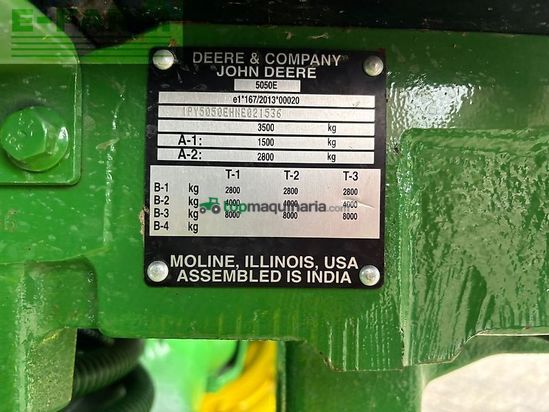 E-FARM
DEERE & COMPANY
JOHN DEERE
5050E
e1*167/2013*00020
1PY5050EHNE021536
3500 kg
A-1: 1500 kg
A-2: 2800 kg
T-1 T-2 T-3
B-1 kg 2800 2800 2800
B-2 kg 4000 4000 4000
B-3 kg 8000 8000 8000
B-4 kg
topmaquinaria.com
MOLINE, ILLINOIS, USA
ASSEMBLED IS INDIA